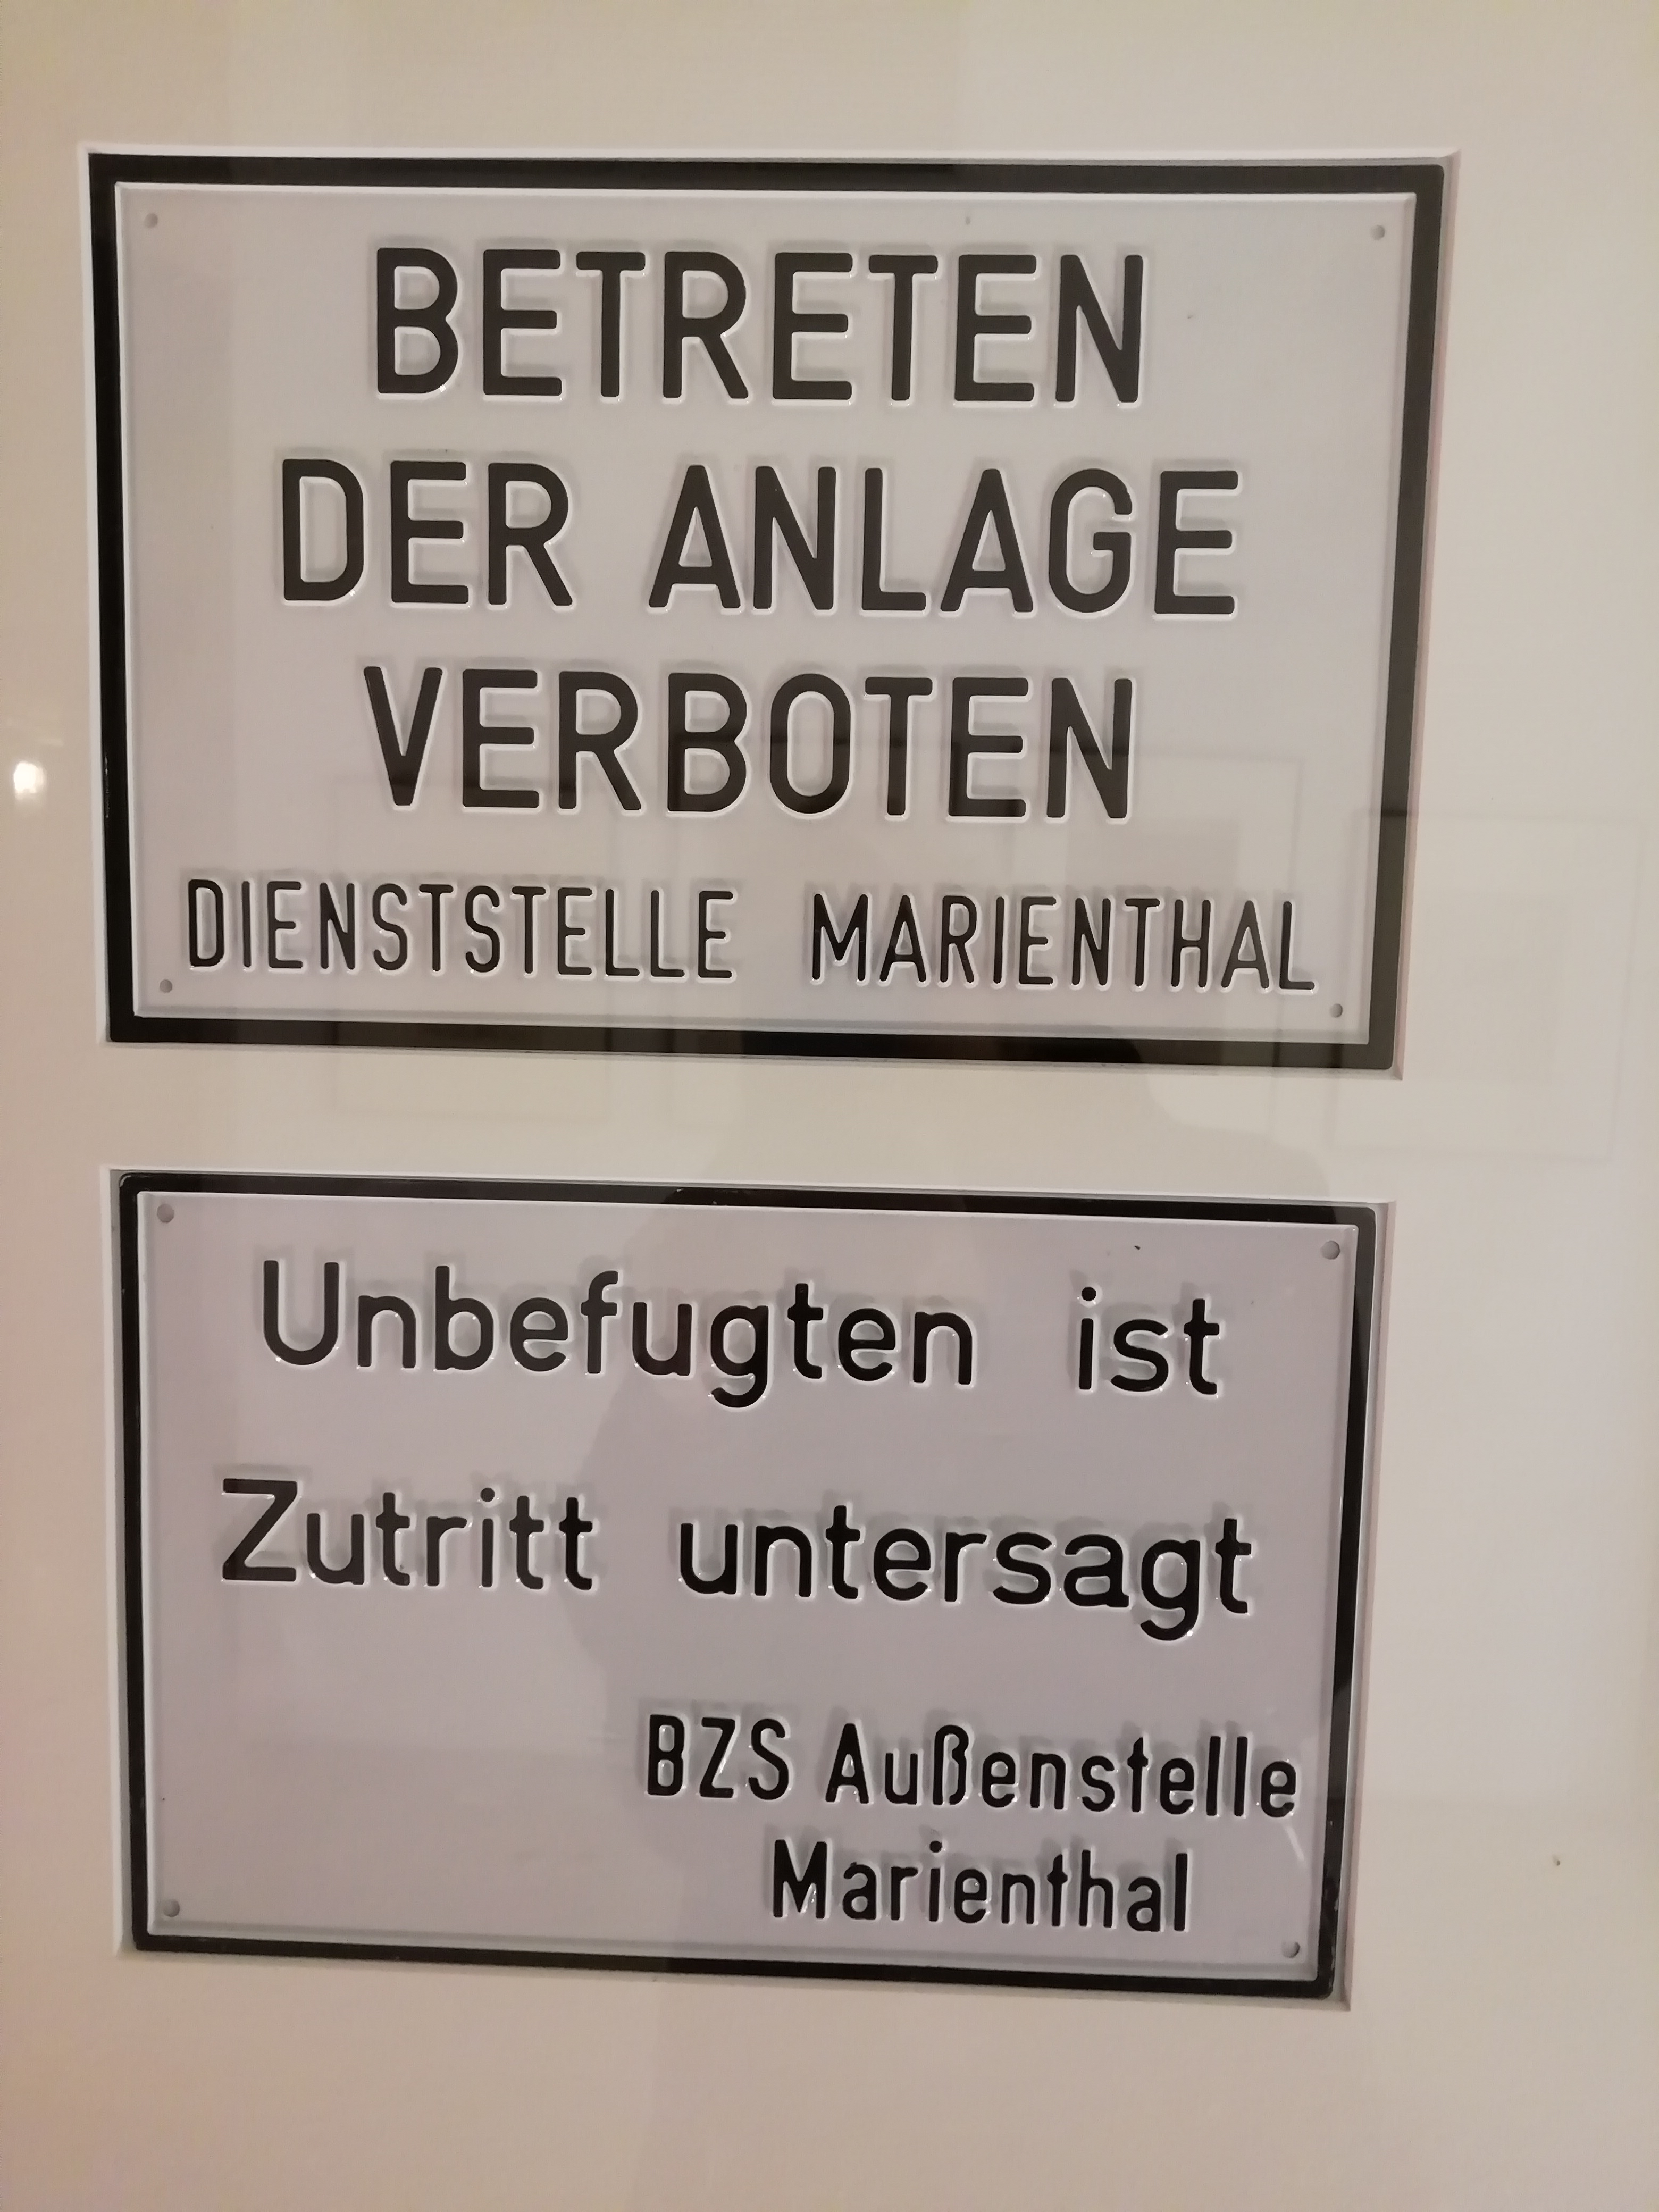 BETRETEN
DER ANLAGE
VERBOTEN
DIENSTSTELLE MARIENTHAL
Unbefugten ist
Zutritt untersagt
BZS Außenstelle
Marienthal